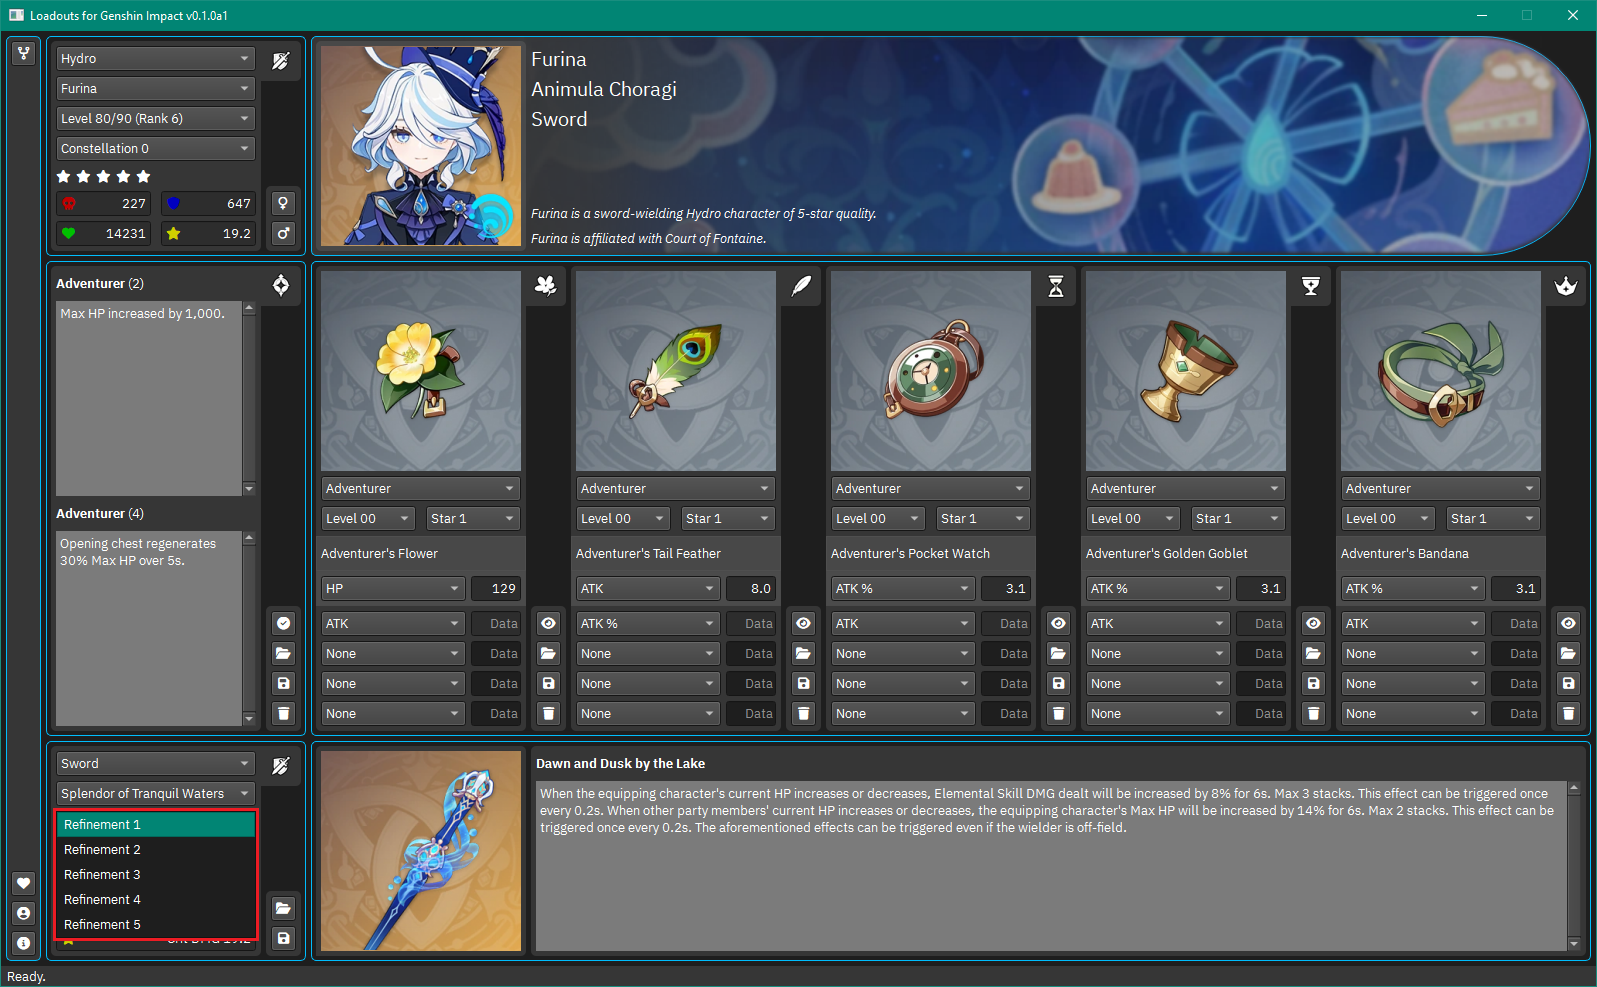 Loadouts for Genshin Impact v0.1.0a1
Hydro
Furina
Level 80/90 (Rank 6)
Constellation 0
227
647
14231
19.2
Furina
Animula Choragi
Sword
Furina is a sword-wielding Hydro character of 5-star quality.
Furina is affiliated with Court of Fontaine.
Adventurer (2)
Max HP increased by 1,000.
Adventurer (4)
Opening chest regenerates
30% Max HP over 5s.
Adventurer
Level 00
Star 1
Adventurer's Flower
HP
129
ATK
Data
None
Data
None
Data
None
Data
Adventurer
Level 00
Star 1
Adventurer's Tail Feather
ATK
8.0
ATK %
Data
None
Data
None
Data
None
Data
Adventurer
Level 00
Star 1
Adventurer's Pocket Watch
ATK %
3.1
ATK
Data
None
Data
None
Data
None
Data
Adventurer
Level 00
Star 1
Adventurer's Golden Goblet
ATK %
3.1
ATK
Data
None
Data
None
Data
None
Data
Adventurer
Level 00
Star 1
Adventurer's Bandana
ATK %
3.1
ATK
Data
None
Data
None
Data
None
Data
Sword
Splendor of Tranquil Waters
Refinement 1
Refinement 2
Refinement 3
Refinement 4
Refinement 5
Dawn and Dusk by the Lake
When the equipping character's current HP increases or decreases, Elemental Skill DMG dealt will be increased by 8% for 6s. Max 3 stacks. This effect can be triggered once
every 0.2s. When other party members' current HP increases or decreases, the equipping character's Max HP will be increased by 14% for 6s. Max 2 stacks. This effect can be
triggered once every 0.2s. The aforementioned effects can be triggered even if the wielder is off-field.
Ready.